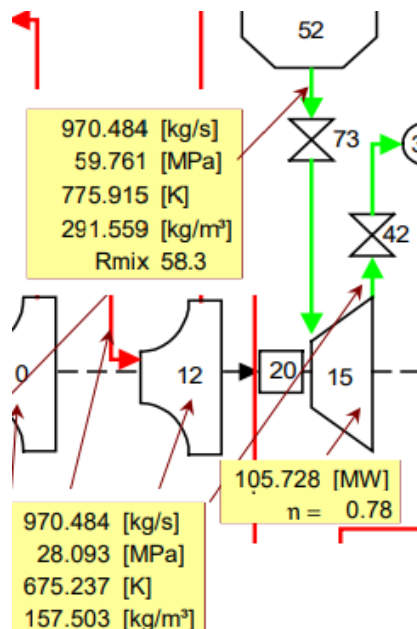 52
970.484 [kg/s]
59.761 [MPa]
775.915 [K]
291.559 [kg/m³]
Rmix 58.3
73
3
42
0
12
20
15
105.728 [MW]
n = 0.78
970.484 [kg/s]
28.093 [MPa]
675.237 [K]
157.503 [kg/m³]